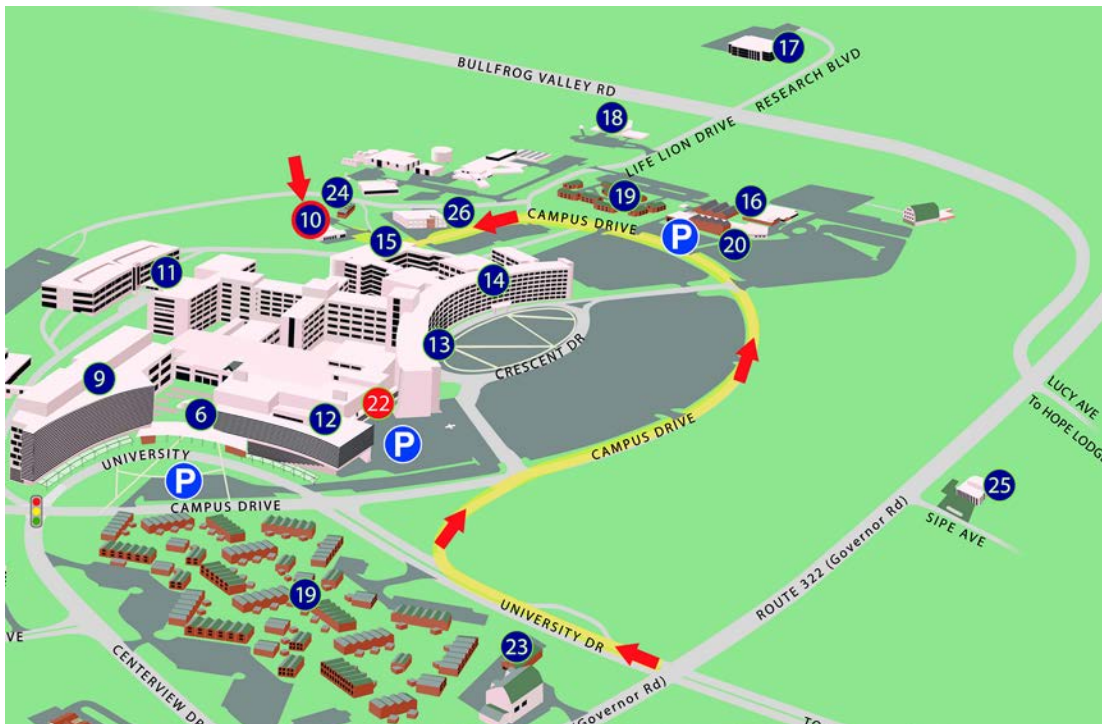 17
BULLFROG VALLEY RD
RESEARCH BLVD
18
LIFE LION DRIVE
24
19
16
10
26
CAMPUS DRIVE
P
20
15
11
14
13
CRESCENT DR
9
6
12
22
P
LUCY AVE
To HOPE LODGE
CAMPUS DRIVE
UNIVERSITY
P
CAMPUS DRIVE
25
SIPE AVE
ROUTE 322 (Governor Rd)
19
UNIVERSITY DR
VE
23
CENTERVIEW DR
(Governor Rd)
TO